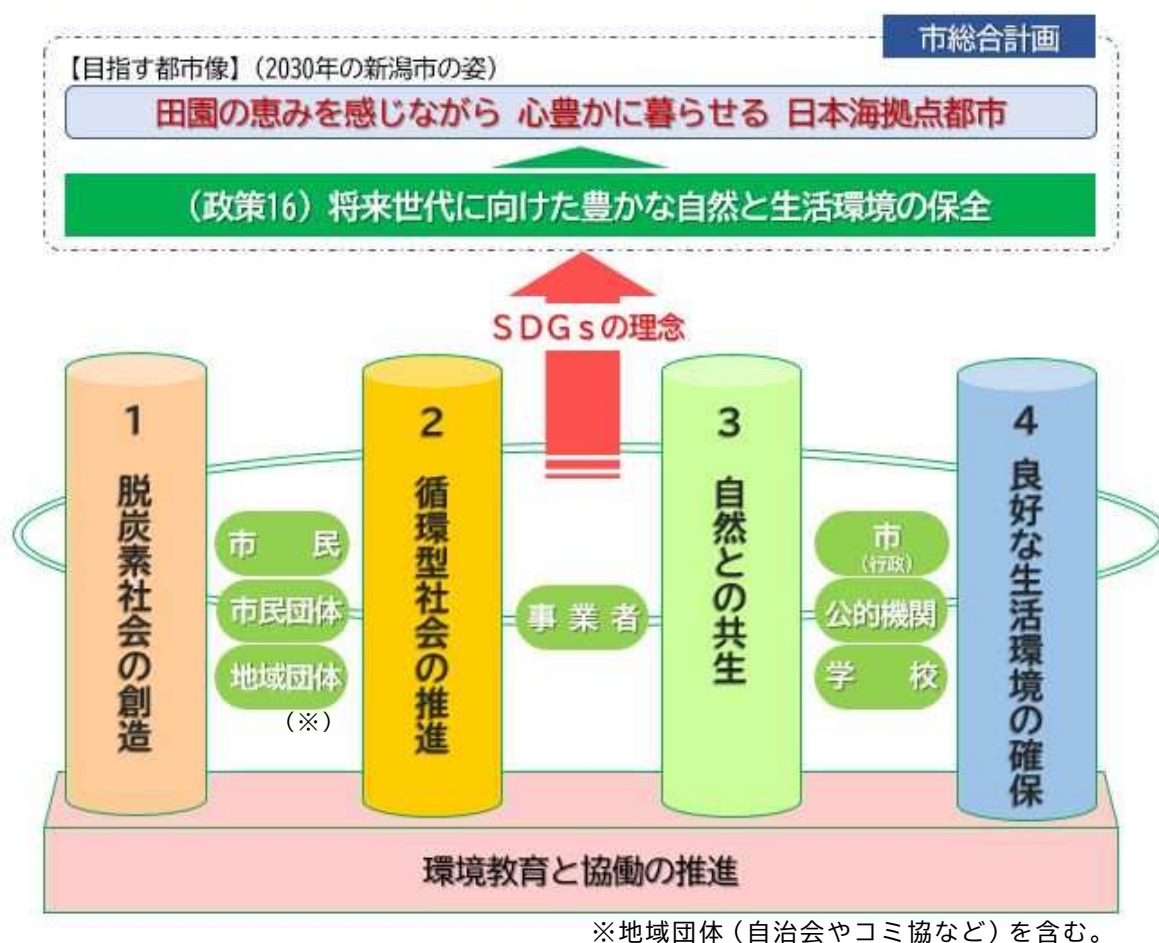 市総合計画
【目指す都市像】（2030年の新潟市の姿）
田園の恵みを感じながら 心豊かに暮らせる 日本海拠点都市
（政策16）将来世代に向けた豊かな自然と生活環境の保全
SDGsの理念
1 脱炭素社会の創造
市 民
市民団体
地域団体
（※）
2 循環型社会の推進
事業者
3 自然との共生
市
（行政）
公的機関
学 校
4 良好な生活環境の確保
環境教育と協働の推進
※地域団体（自治会やコミ協など）を含む。